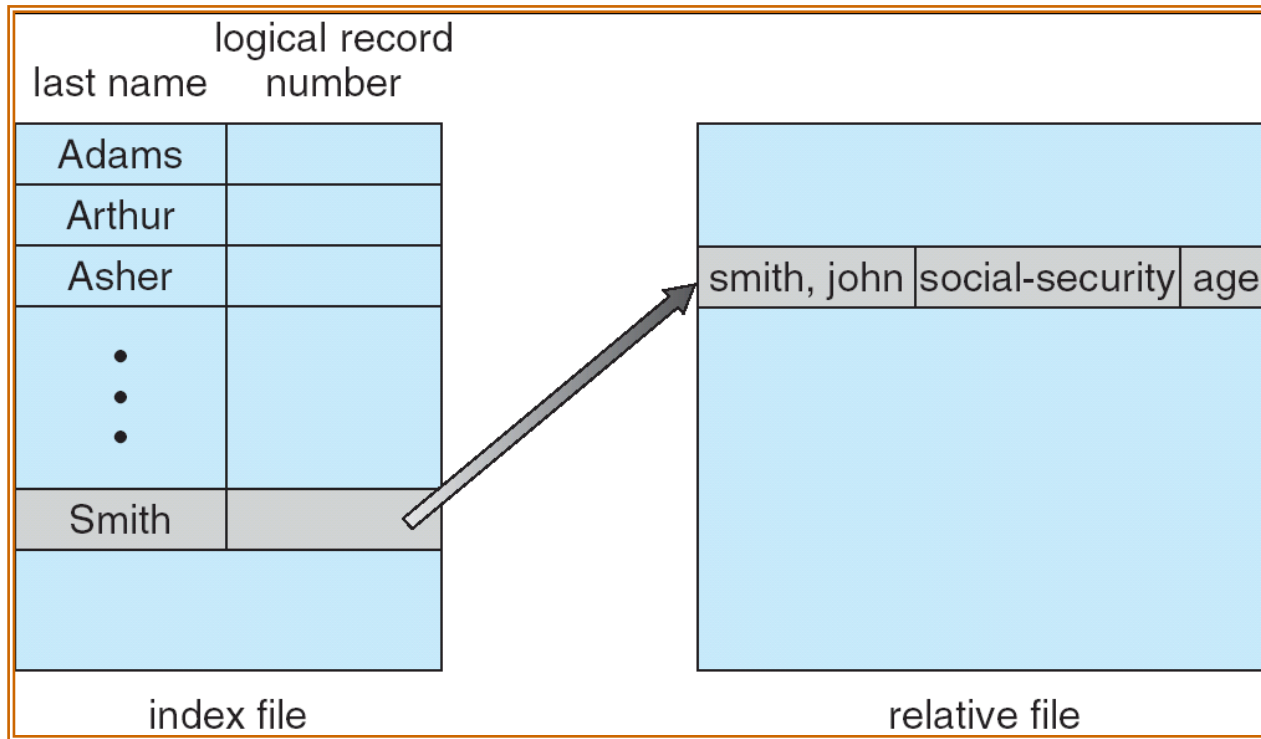 logical record
last name number
Adams
Arthur
Asher
smith, john social-security age
Smith
index file relative file